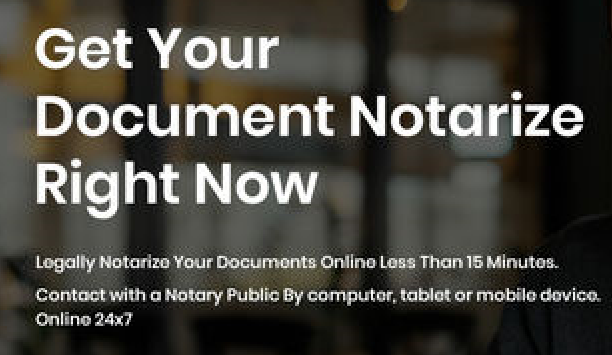 Get Your
Document Notarize
Right Now
Legally Notarize Your Documents Online Less Than 15 Minutes.
Contact with a Notary Public By computer, tablet or mobile device.
Online 24x7